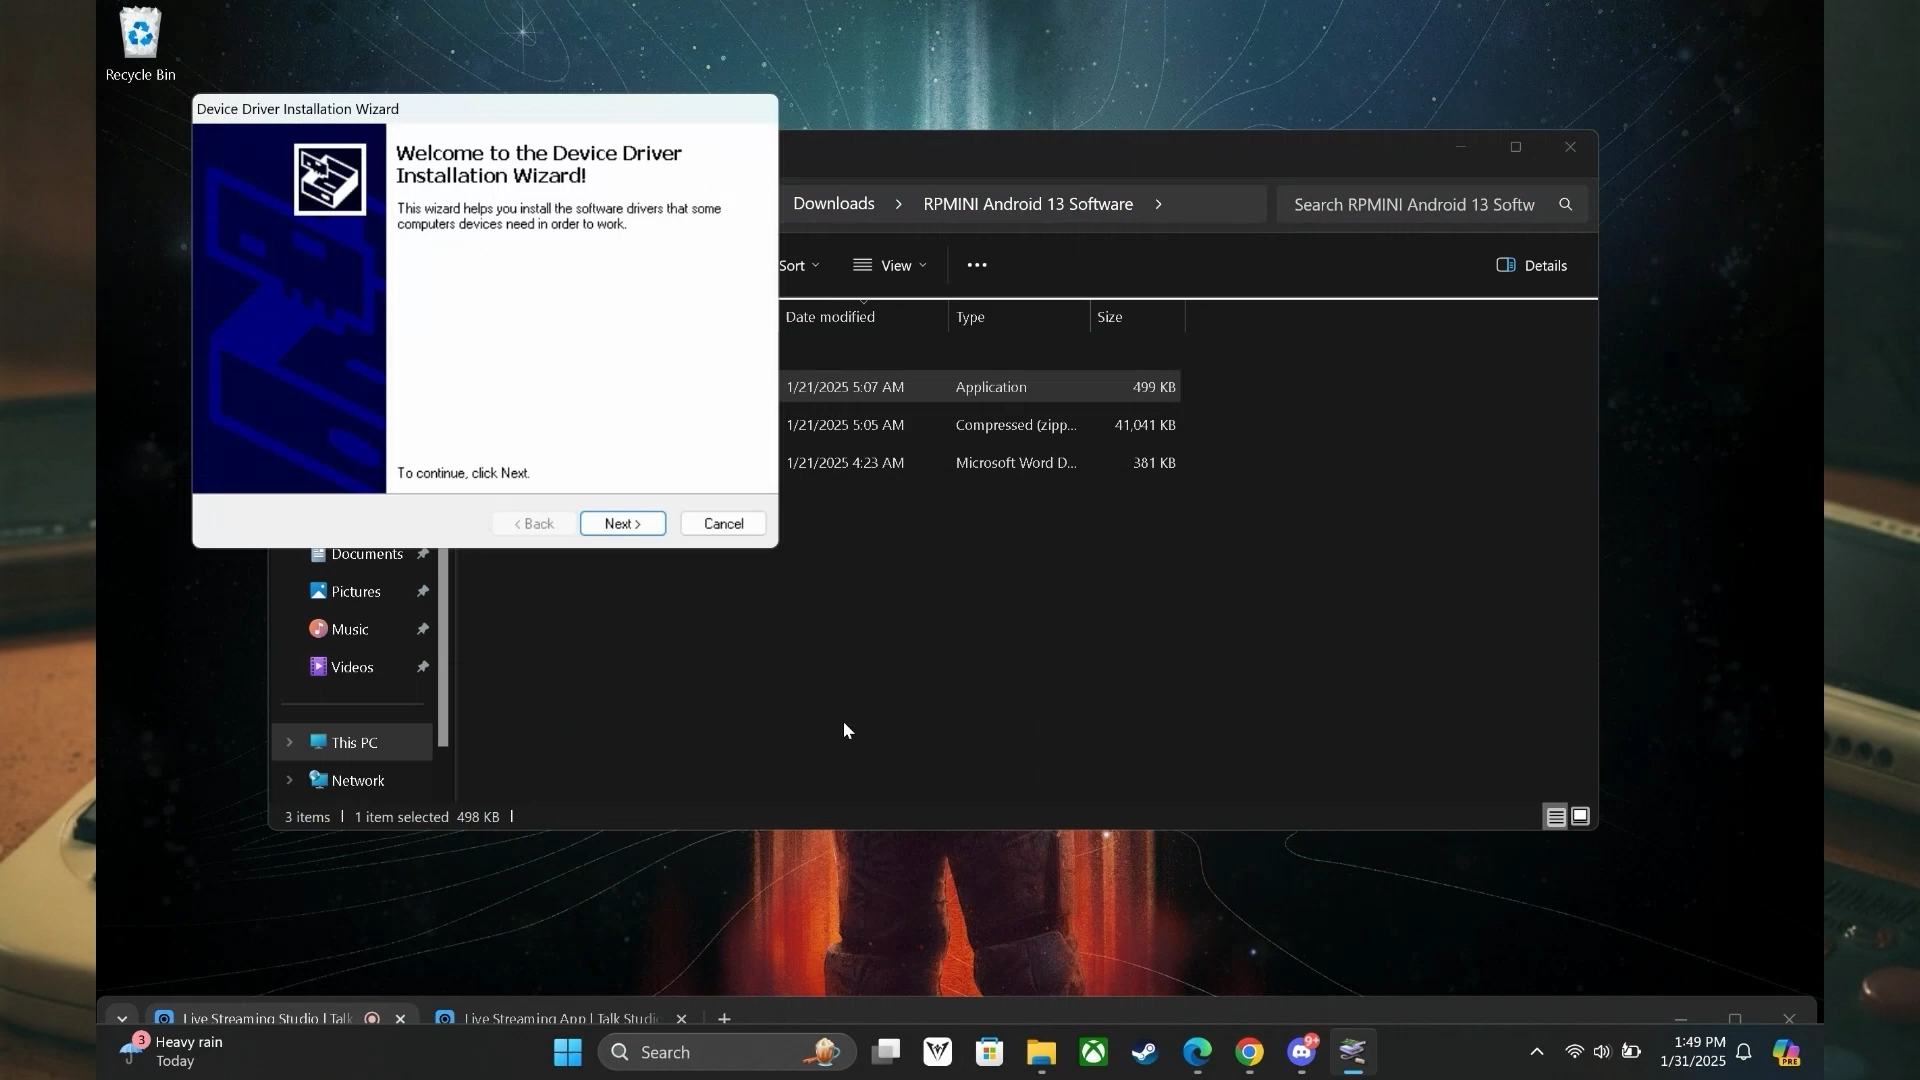 Recycle Bin
Device Driver Installation Wizard
Welcome to the Device Driver
Installation Wizard!
This wizard helps you install the software drivers that some
computers devices need in order to work.
To continue, click Next.
< Back
Next >
Cancel
Downloads > RPMINI Android 13 Software >
Search RPMINI Android 13 Softw
Sort
View
Details
Date modified
Type
Size
1/21/2025 5:07 AM Application 499 KB
1/21/2025 5:05 AM Compressed (zipp... 41,041 KB
1/21/2025 4:23 AM Microsoft Word D... 381 KB
Documents
Pictures
Music
Videos
This PC
Network
3 items
1 item selected 498 KB
Live Streaming Studio | Talk
Live Streaming App | Talk Studi
3
Heavy rain
Today
Search
9+
1:49 PM
1/31/2025
PRE